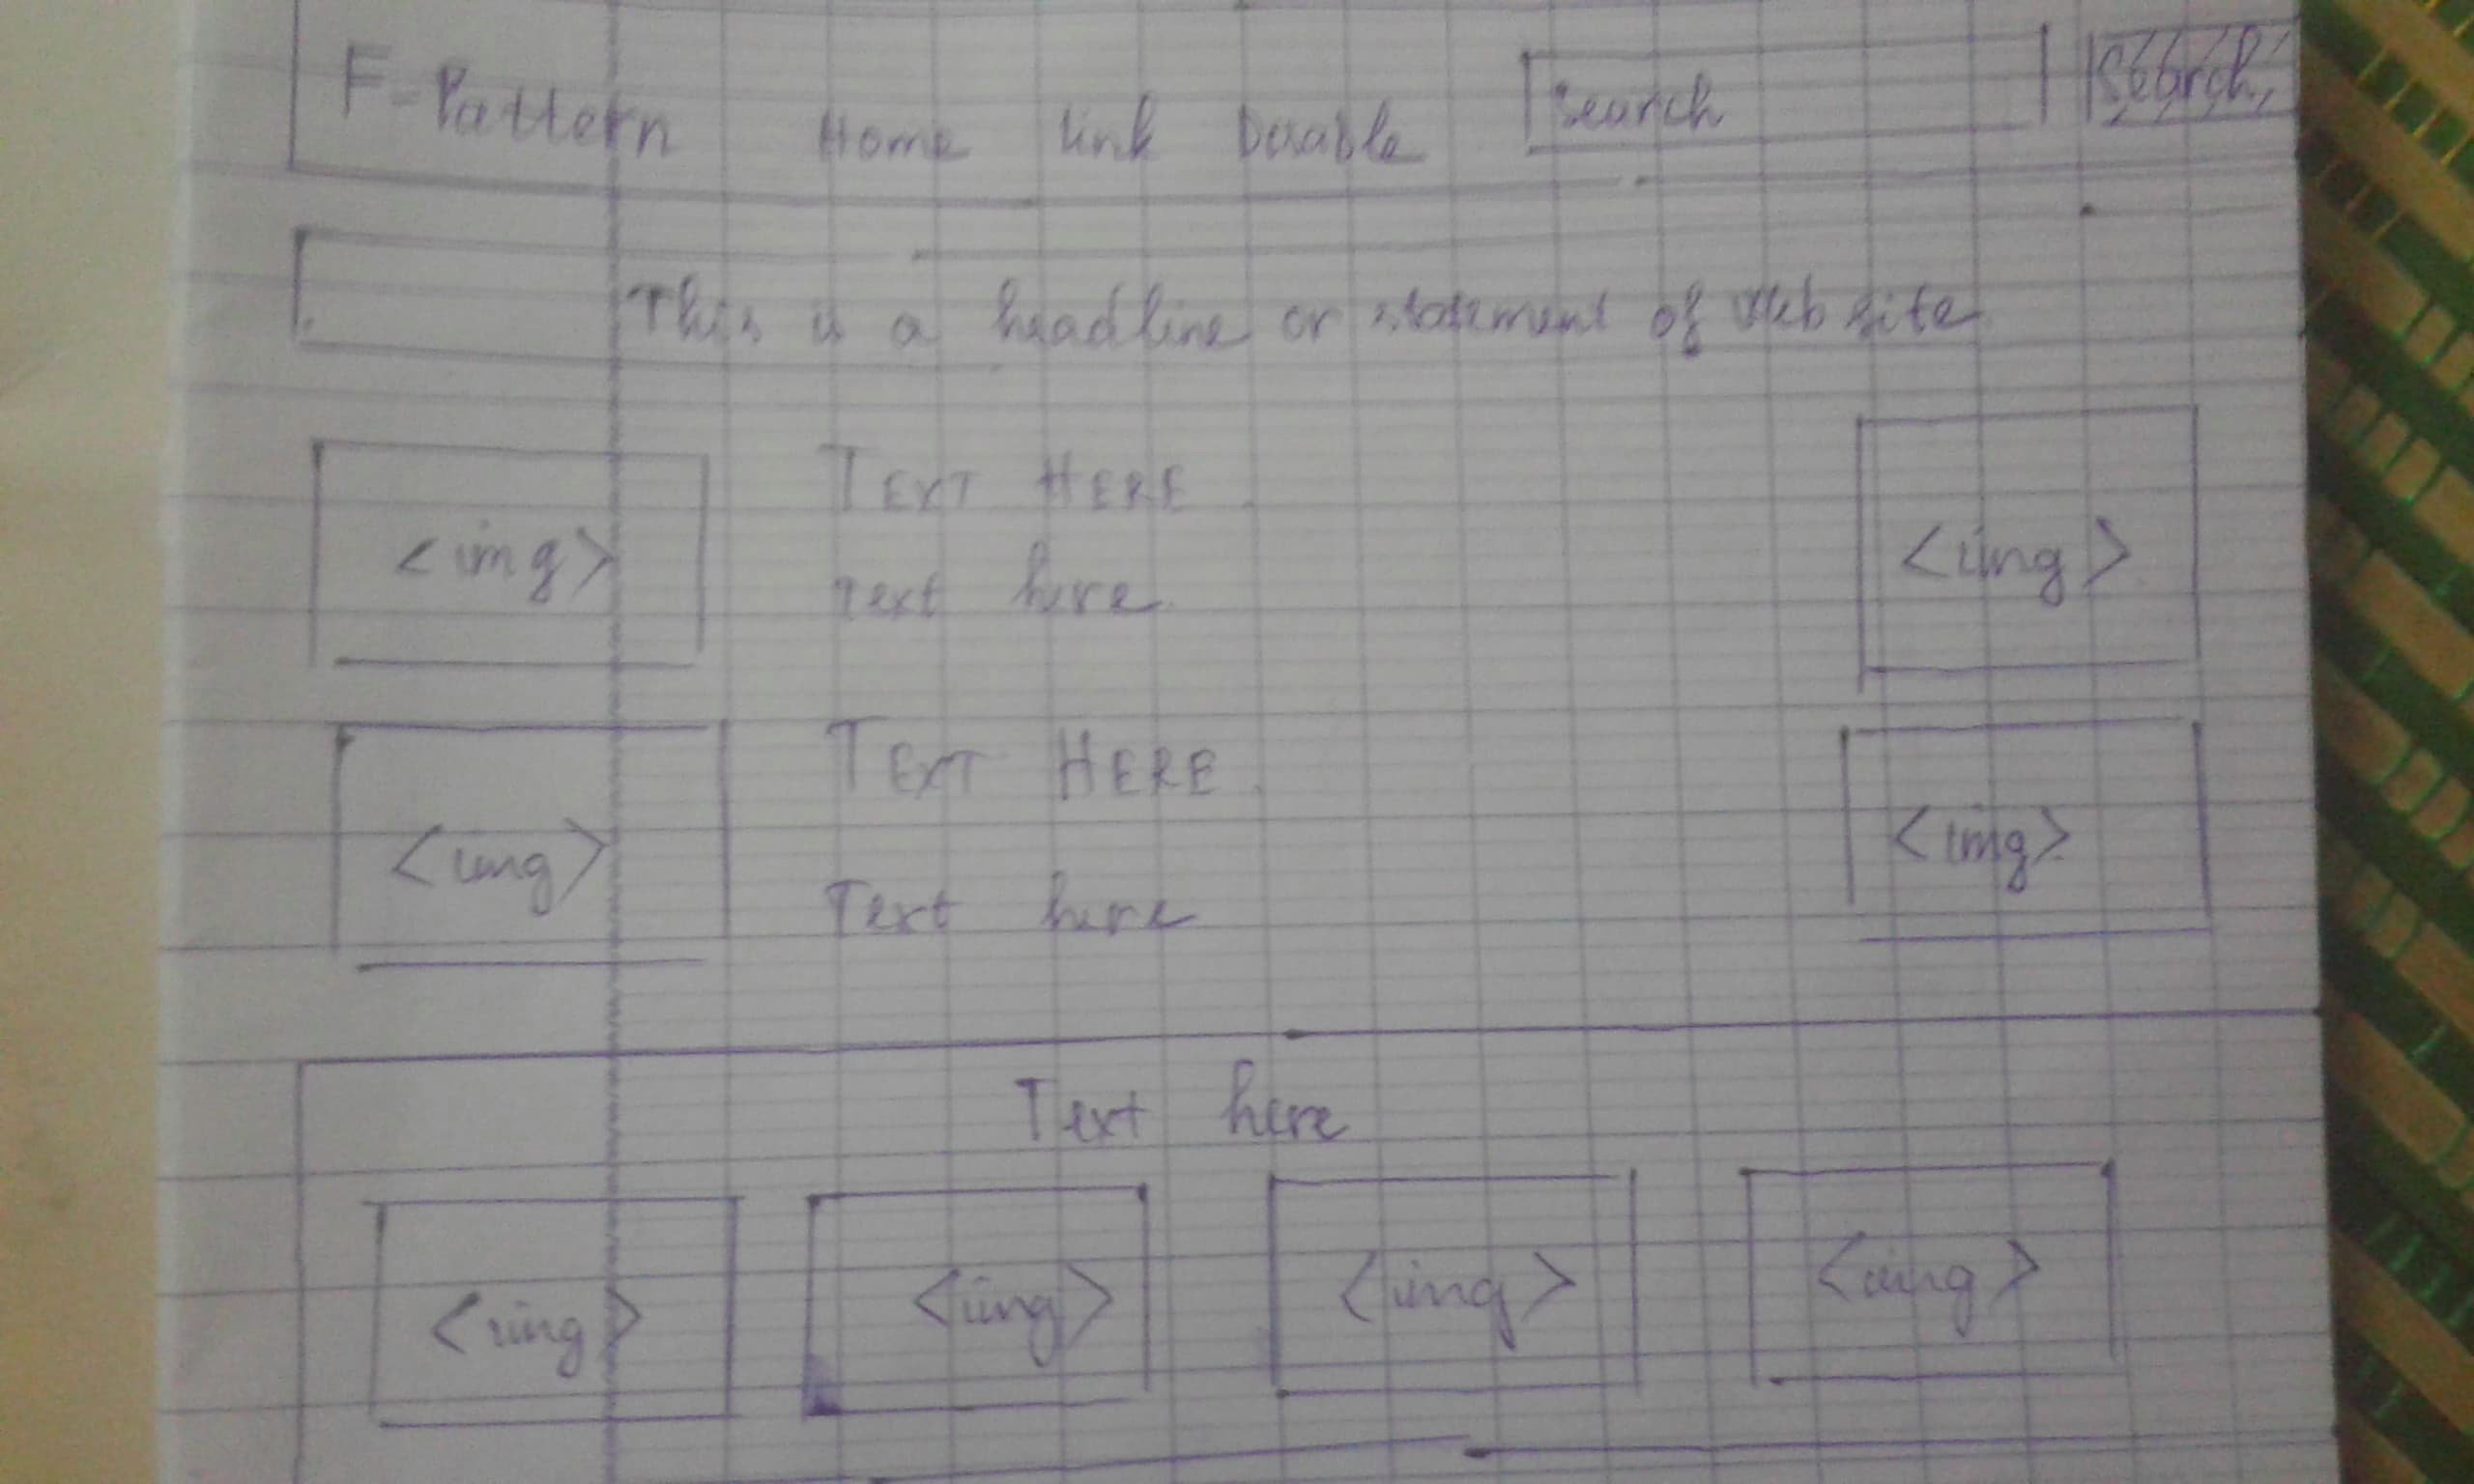 F-Pattern Home link Disable Search Search
This is a headline or statement of web site
<img> TEXT HERE <img>
Text here
<img> TEXT HERE <img>
Text here
Text here
<img> <img> <img> <img>